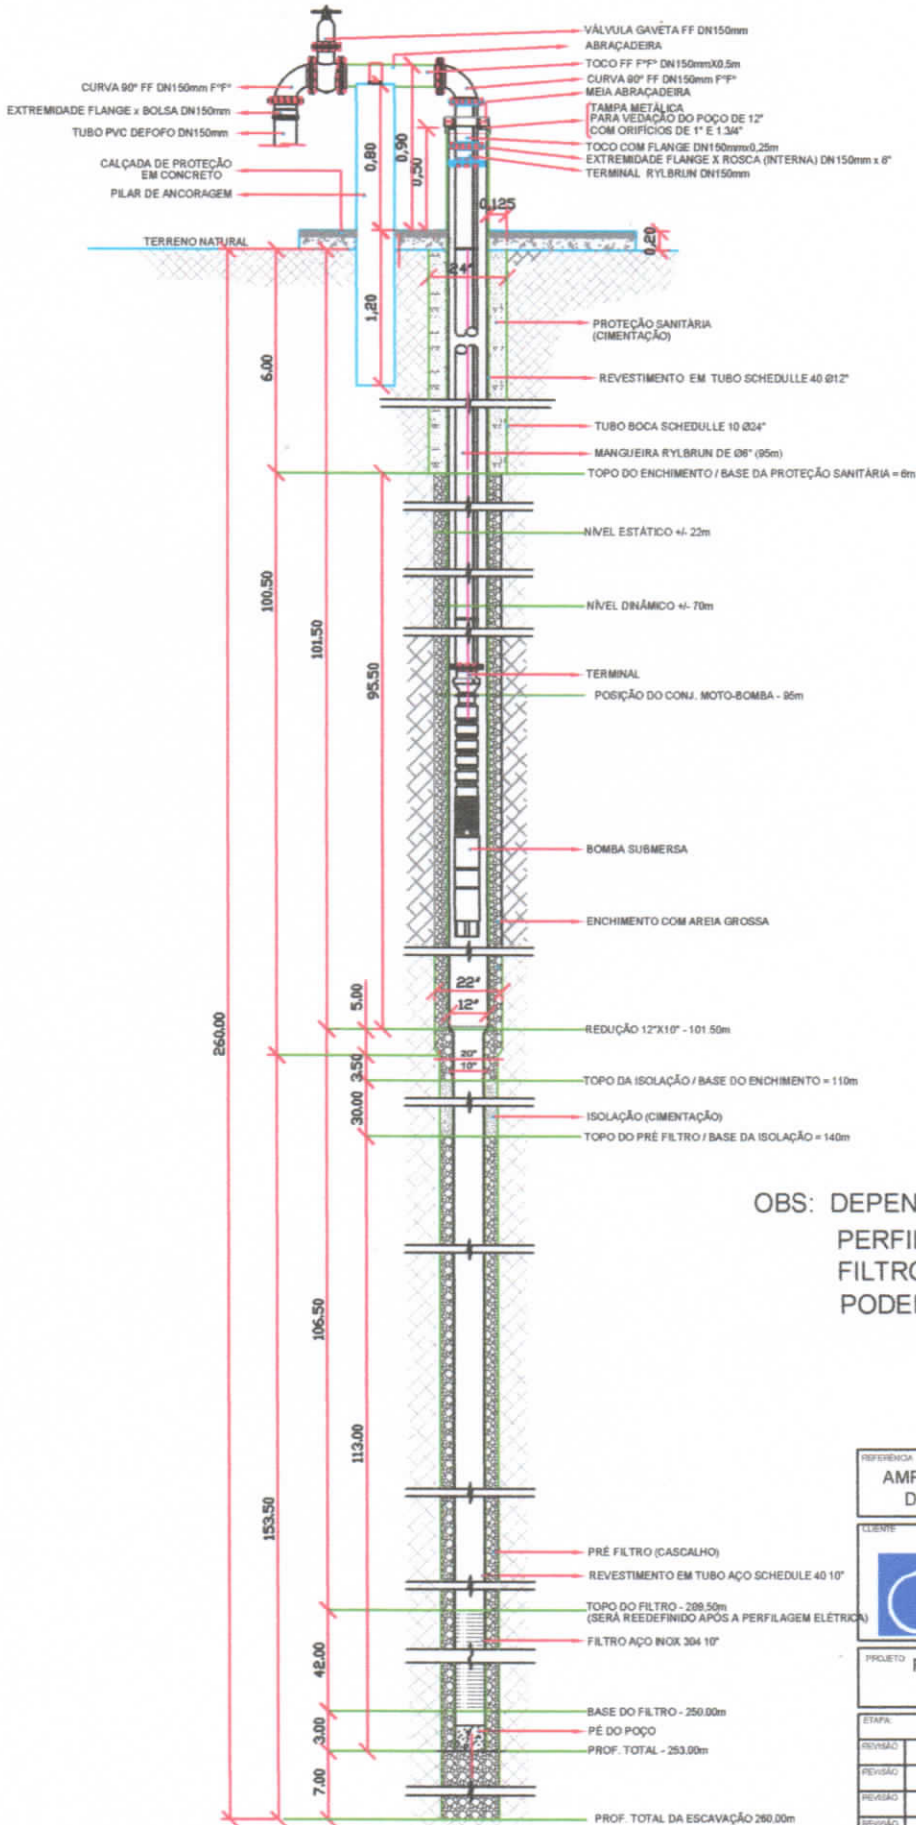 VÁLVULA GAVETA FF DN150mm
ABRAÇADEIRA
TOCO FF F"F" DN150mmX0.5m
CURVA 90° FF DN150mm F"F"
MEIA ABRAÇADEIRA
TAMPA METÁLICA
PARA VEDAÇÃO DO POÇO DE 12"
COM ORIFÍCIOS DE 1" E 1.3/4"
TOCO COM FLANGE DN150mmx0,25m
EXTREMIDADE FLANGE X ROSCA (INTERNA) DN150mm x 6"
TERMINAL RYLBRUN DN150mm
CURVA 90° FF DN150mm F"F"
EXTREMIDADE FLANGE x BOLSA DN150mm
TUBO PVC DEFOFO DN150mm
CALÇADA DE PROTEÇÃO
EM CONCRETO
PILAR DE ANCORAGEM
TERRENO NATURAL
0,80
0,90
0,50
0.125
0,20
24"
1,20
6.00
PROTEÇÃO SANITÁRIA
(CIMENTAÇÃO)
REVESTIMENTO EM TUBO SCHEDULLE 40 Ø12"
TUBO BOCA SCHEDULLE 10 Ø24"
MANGUEIRA RYLBRUN DE Ø6" (95m)
TOPO DO ENCHIMENTO / BASE DA PROTEÇÃO SANITÁRIA = 6m
NÍVEL ESTÁTICO +/- 22m
NÍVEL DINÂMICO +/- 70m
100.50
101.50
95.50
TERMINAL
POSIÇÃO DO CONJ. MOTO-BOMBA - 95m
BOMBA SUBMERSA
ENCHIMENTO COM AREIA GROSSA
22"
12"
5.00
260.00
REDUÇÃO 12"X10" - 101.50m
20"
10"
3.50
TOPO DA ISOLAÇÃO / BASE DO ENCHIMENTO = 110m
30.00
ISOLAÇÃO (CIMENTAÇÃO)
TOPO DO PRÉ FILTRO / BASE DA ISOLAÇÃO = 140m
OBS: DEPEN
PERFI
FILTRO
PODE
106.50
113.00
153.50
REFERÊNCIA
D
CLIENTE
PRÉ FILTRO (CASCALHO)
REVESTIMENTO EM TUBO AÇO SCHEDULE 40 10"
TOPO DO FILTRO - 209,50m
(SERÁ REEDEFINIDO APÓS A PERFILAGEM ELÉTRICA)
FILTRO AÇO INOX 304 10"
42.00
PROJETO
BASE DO FILTRO - 250.00m
PÉ DO POÇO
3.00
PROF. TOTAL - 253.00m
ETAPA:
REVISÃO
REVISÃO
REVISÃO
REVISÃO
7.00
PROF. TOTAL DA ESCAVAÇÃO 260,00m